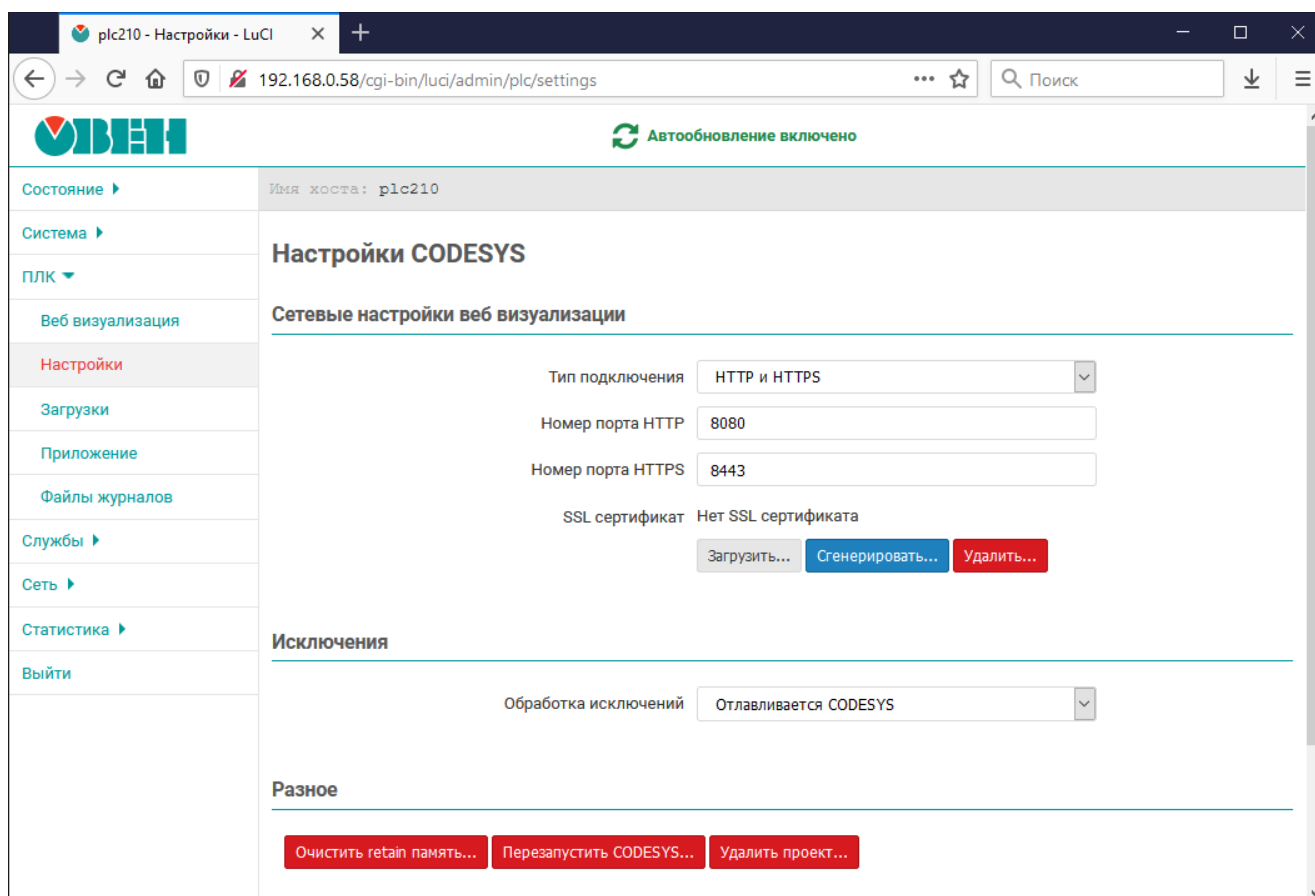 plc210 - Настройки - LuCI
192.168.0.58/cgi-bin/luci/admin/plc/settings
Поиск
ОВЕН
Автообновление включено
Состояние
Система
ПЛК
Веб визуализация
Настройки
Загрузки
Приложение
Файлы журналов
Службы
Сеть
Статистика
Выйти
Имя хоста: plc210
Настройки CODESYS
Сетевые настройки веб визуализации
Тип подключения HTTP и HTTPS
Номер порта HTTP 8080
Номер порта HTTPS 8443
SSL сертификат Нет SSL сертификата
Загрузить... Сгенерировать... Удалить...
Исключения
Обработка исключений Отлавливается CODESYS
Разное
Очистить retain память... Перезапустить CODESYS... Удалить проект...